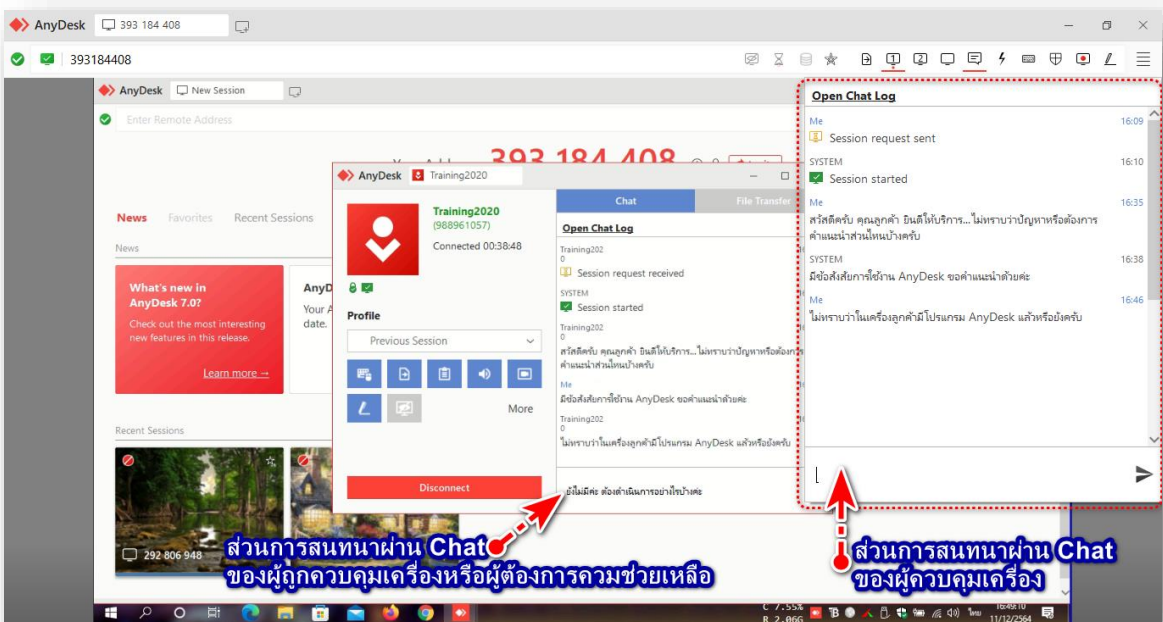 AnyDesk 393 184 408
393184408
AnyDesk New Session
Enter Remote Address
393 184 408
News Favorites Recent Sessions
News
What's new in
AnyDesk 7.0?
Check out the most interesting
new features in this release.
Learn more →
AnyD
Your A
date.
Recent Sessions
292 806 948
AnyDesk Training2020
Training2020
(988961057)
Connected 00:38:48
Profile
Previous Session
More
Disconnect
Chat File Transfer
Open Chat Log
Training202
0
Session request received
SYSTEM
Session started
Training202
0
สวัสดีครับ คุณลูกค้า ยินดีให้บริการ...ไม่ทราบว่าปัญหาหรือต้องการ
คำแนะนำส่วนไหนบ้างครับ
Me
มีข้อสังสัยการใช้งาน AnyDesk ขอคำแนะนำด้วยค่ะ
Training202
0
ไม่ทราบว่าในเครื่องลูกค้ามีโปรแกรม AnyDesk แล้วหรือยังครับ
ยังไม่มีค่ะ ต้องดำเนินการอย่างไรบ้างค่ะ
Open Chat Log
Me 16:09
Session request sent
SYSTEM 16:10
Session started
Me 16:35
สวัสดีครับ คุณลูกค้า ยินดีให้บริการ...ไม่ทราบว่าปัญหาหรือต้องการ
คำแนะนำส่วนไหนบ้างครับ
SYSTEM 16:38
มีข้อสังสัยการใช้งาน AnyDesk ขอคำแนะนำด้วยค่ะ
Me 16:46
ไม่ทราบว่าในเครื่องลูกค้ามีโปรแกรม AnyDesk แล้วหรือยังครับ
ส่วนการสนทนาผ่าน Chat
ของผู้ถูกควบคุมเครื่องหรือผู้ต้องการความช่วยเหลือ
ส่วนการสนทนาผ่าน Chat
ของผู้ควบคุมเครื่อง
C 7.55% 16:49:10
R 2.06G 11/12/2564